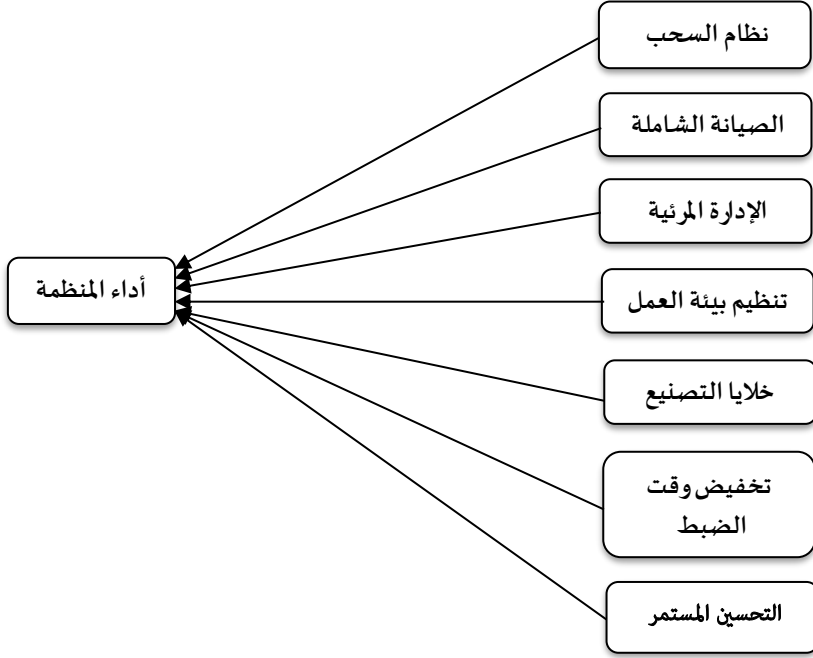 نظام السحب
الصيانة الشاملة
الإدارة المرئية
تنظيم بيئة العمل
خلايا التصنيع
تخفيض وقت
الضبط
التحسين المستمر
أداء المنظمة